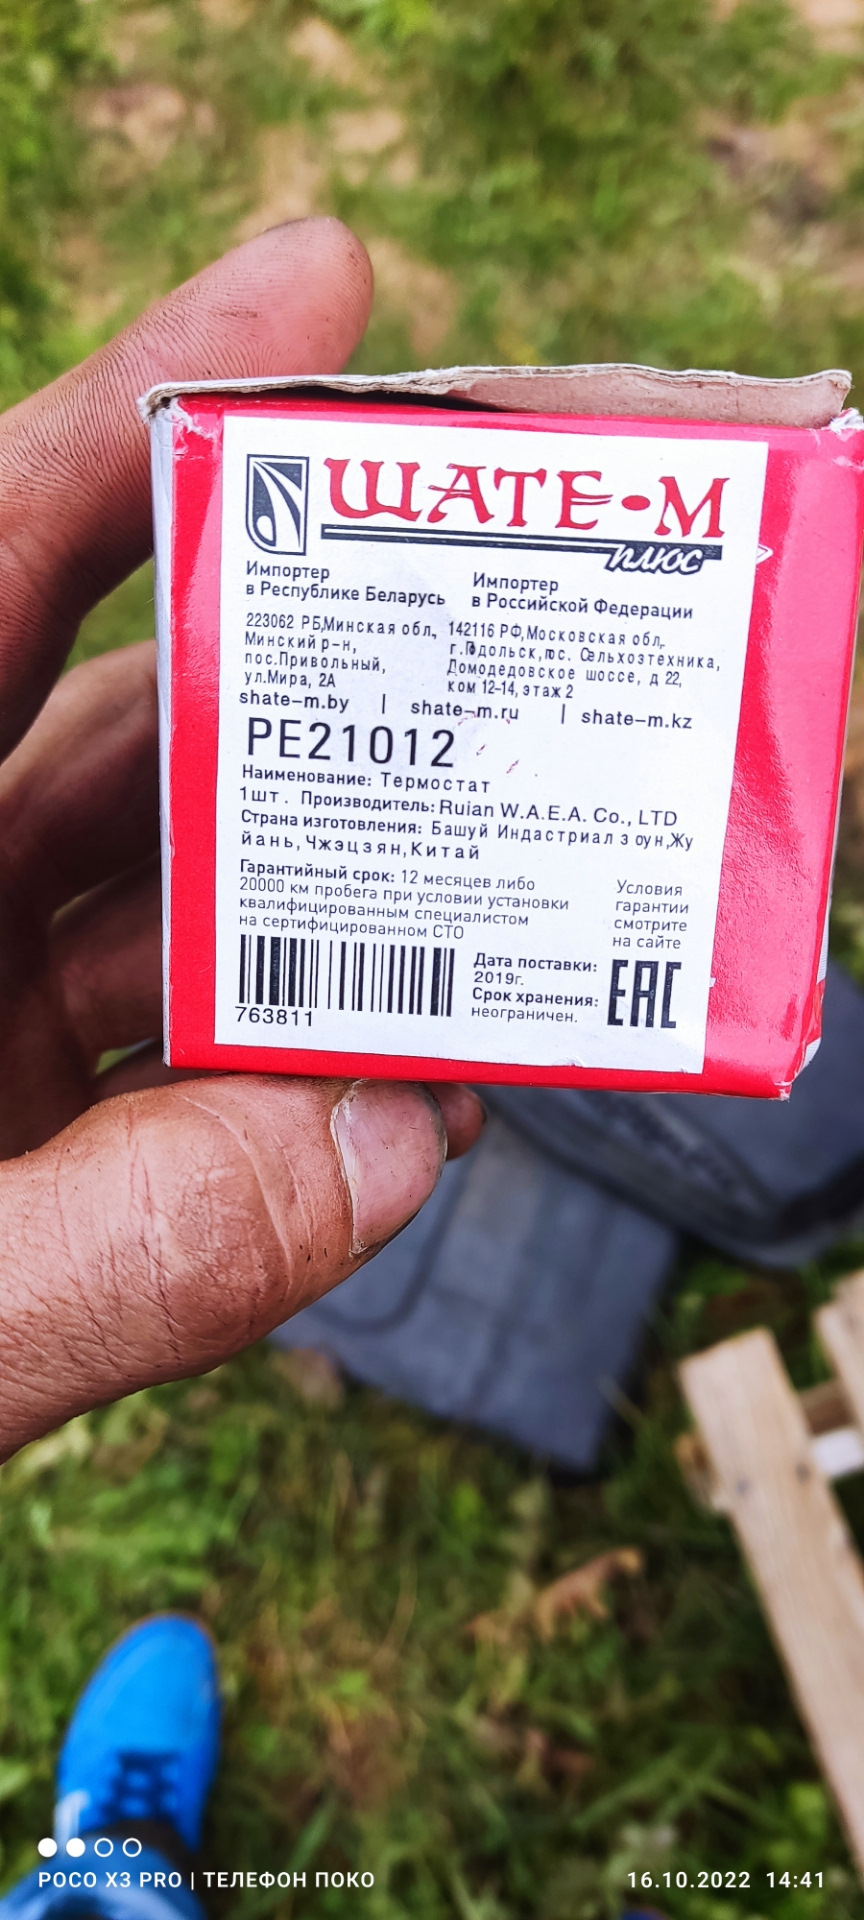 ШАТЕ-М
плюс
Импортер
в Республике Беларусь
Импортер
в Российской Федерации
223062 РБ,Минская обл.,
Минский р-н,
пос.Привольный,
ул.Мира, 2А
142116 РФ,Московская обл.,
г.Подольск,пос. Сельхозтехника,
Домодедовское шоссе, д 22,
ком 12-14, этаж 2
shate-m.by | shate-m.ru | shate-m.kz
PE21012
Наименование: Термостат
1шт. Производитель: Ruian W.A.E.A. Co., LTD
Страна изготовления: Башуй Индастриал зоун,Жу
йань,Чжэцзян,Китай
Гарантийный срок: 12 месяцев либо
20000 км пробега при условии установки
квалифицированным специалистом
на сертифицированном СТО
Условия
гарантии
смотрите
на сайте
763811
Дата поставки:
2019г.
Срок хранения:
неограничен.
EAC
POCO X3 PRO | ТЕЛЕФОН ПОКО
16.10.2022 14:41